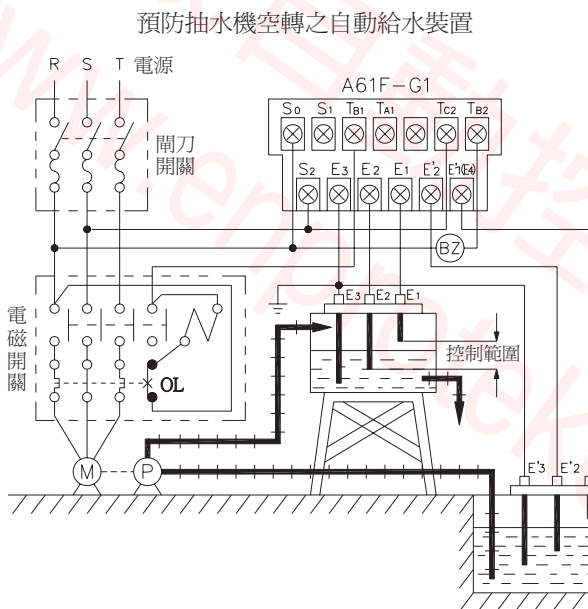 預防抽水機空轉之自動給水裝置
R S T 電源
A61F-G1
S0 S1 TB1 TA1 TC2 TB2
閘刀
開關
S2 E3 E2 E1 E'2 E'1(E4)
BZ
E3 E2 E1
電磁開關
控制範圍
OL
M P
E'3 E'2